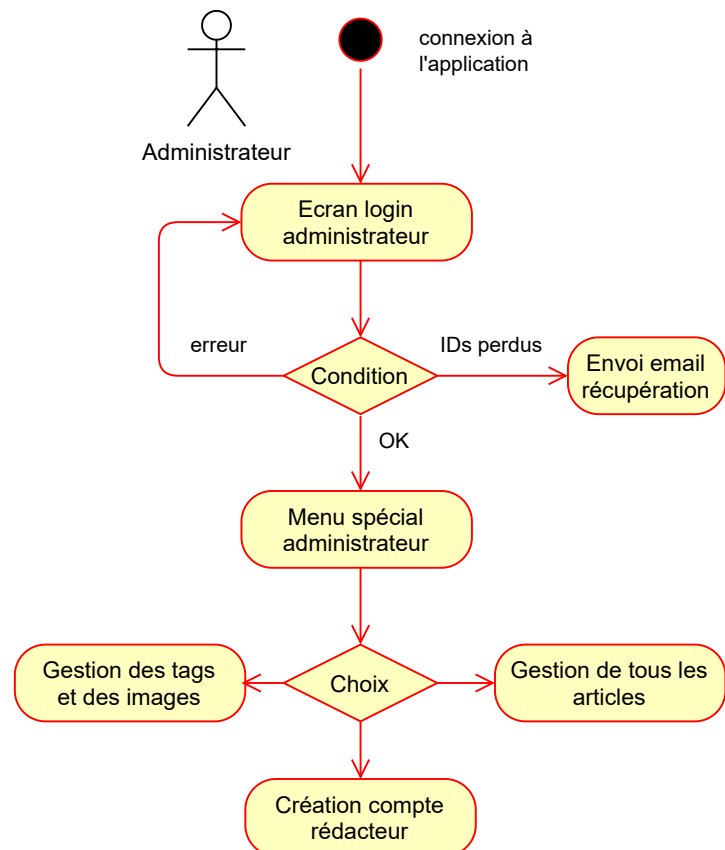 connexion à
l'application
Administrateur
Ecran login
administrateur
erreur
IDs perdus
Condition
Envoi email
récupération
OK
Menu spécial
administrateur
Gestion des tags
et des images
Choix
Gestion de tous les
articles
Création compte
rédacteur